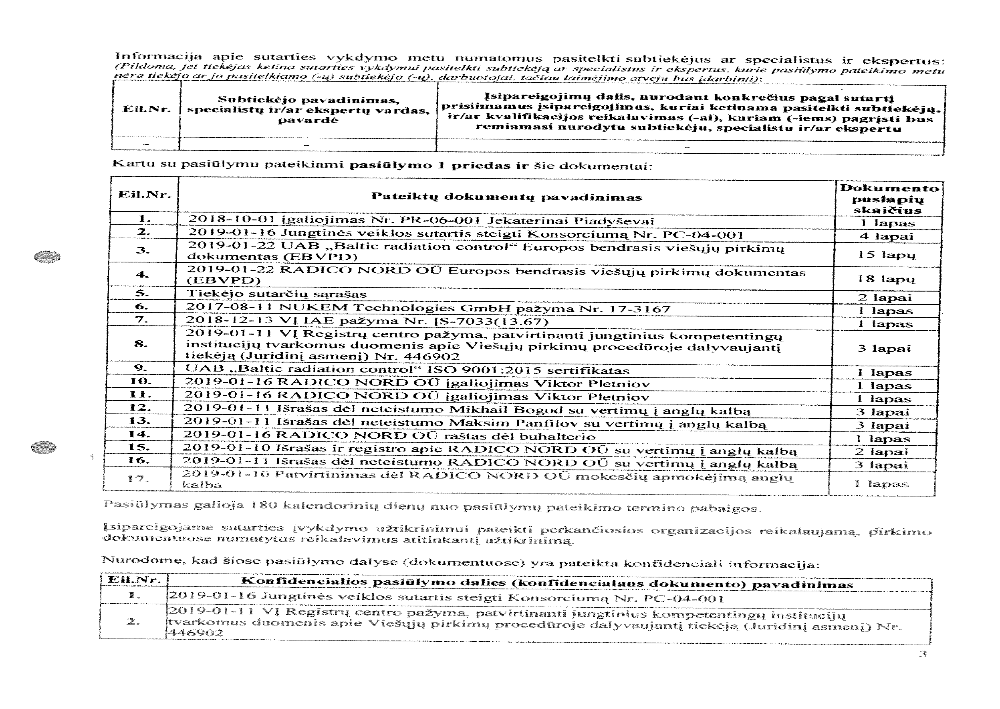 Informacija apie sutarties vykdymo metu numatomus pasitelkti subtiekėjus ar specialistus ir ekspertus:
(Pildoma, jei tiekėjas ketina sutarties vykdymui pasitelkti subtiekėją ar specialistus ir ekspertus, kurie pasiūlymo pateikimo metu
nėra tiekėjo ar jo pasitelkiamo (-ų) subtiekėjo (-ų), darbuotojai, tačiau laimėjimo atveju bus įdarbinti):
Eil.Nr.
Subtiekėjo pavadinimas,
specialistų ir/ar ekspertų vardas,
pavardė
Įsipareigojimų dalis, nurodant konkrečius pagal sutartį
prisiimamus įsipareigojimus, kuriai ketinama pasitelkti subtiekėją,
ir/ar kvalifikacijos reikalavimas (-ai), kuriam (-iems) pagrįsti bus
remiamasi nurodytu subtiekėju, specialistu ir/ar ekspertu
- - -
Kartu su pasiūlymu pateikiami pasiūlymo 1 priedas ir šie dokumentai:
Eil.Nr.
Pateiktų dokumentų pavadinimas
Dokumento
puslapių
skaičius
1. 2018-10-01 įgaliojimas Nr. PR-06-001 Jekaterinai Piadyševai 1 lapas
2. 2019-01-16 Jungtinės veiklos sutartis steigti Konsorciumą Nr. PC-04-001 4 lapai
3. 2019-01-22 UAB „Baltic radiation control“ Europos bendrasis viešųjų pirkimų
dokumentas (EBVPD) 15 lapų
4. 2019-01-22 RADICO NORD OÜ Europos bendrasis viešųjų pirkimų dokumentas
(EBVPD) 18 lapų
5. Tiekėjo sutarčių sąrašas 2 lapai
6. 2017-08-11 NUKEM Technologies GmbH pažyma Nr. 17-3167 1 lapas
7. 2018-12-13 VĮ IAE pažyma Nr. ĮS-7033(13.67) 1 lapas
8. 2019-01-11 VĮ Registrų centro pažyma, patvirtinanti jungtinius kompetentingų
institucijų tvarkomus duomenis apie Viešųjų pirkimų procedūroje dalyvaujantį
tiekėją (Juridinį asmenį) Nr. 446902 3 lapai
9. UAB „Baltic radiation control“ ISO 9001:2015 sertifikatas 1 lapas
10. 2019-01-16 RADICO NORD OÜ įgaliojimas Viktor Pletniov 1 lapas
11. 2019-01-16 RADICO NORD OÜ įgaliojimas Viktor Pletniov 1 lapas
12. 2019-01-11 Išrašas dėl neteistumo Mikhail Bogod su vertimų į anglų kalbą 3 lapai
13. 2019-01-11 Išrašas dėl neteistumo Maksim Panfilov su vertimų į anglų kalbą 3 lapai
14. 2019-01-16 RADICO NORD OÜ raštas dėl buhalterio 1 lapas
15. 2019-01-10 Išrašas ir registro apie RADICO NORD OÜ su vertimų į anglų kalbą 2 lapai
16. 2019-01-11 Išrašas dėl neteistumo RADICO NORD OÜ su vertimų į anglų kalbą 3 lapai
17. 2019-01-10 Patvirtinimas dėl RADICO NORD OÜ mokesčių apmokėjimą anglų
kalba 1 lapas
Pasiūlymas galioja 180 kalendorinių dienų nuo pasiūlymų pateikimo termino pabaigos.
Įsipareigojame sutarties įvykdymo užtikrinimui pateikti perkančiosios organizacijos reikalaujamą, pirkimo
dokumentuose numatytus reikalavimus atitinkantį užtikrinimą.
Nurodome, kad šiose pasiūlymo dalyse (dokumentuose) yra pateikta konfidenciali informacija:
Eil.Nr. Konfidencialios pasiūlymo dalies (konfidencialaus dokumento) pavadinimas
1. 2019-01-16 Jungtinės veiklos sutartis steigti Konsorciumą Nr. PC-04-001
2. 2019-01-11 VĮ Registrų centro pažyma, patvirtinanti jungtinius kompetentingų institucijų
tvarkomus duomenis apie Viešųjų pirkimų procedūroje dalyvaujantį tiekėją (Juridinį asmenį) Nr.
446902
3